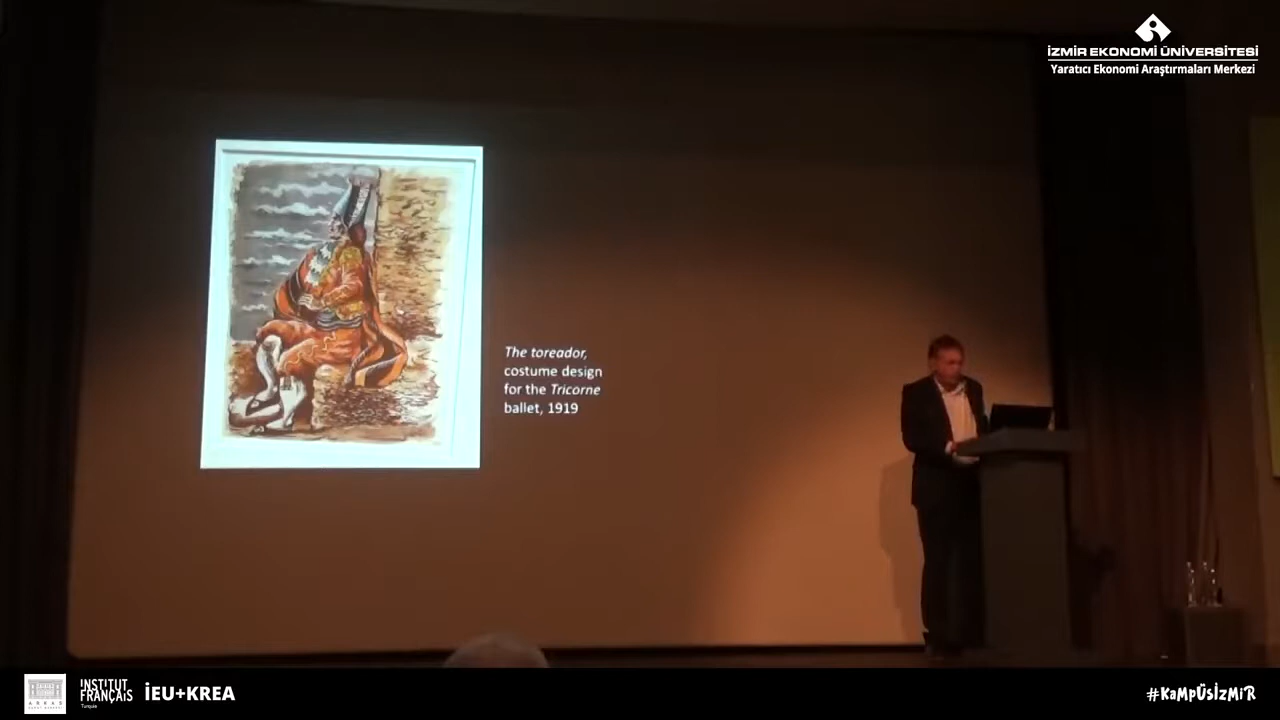 İZMİR EKONOMİ ÜNİVERSİTESİ
Yaratıcı Ekonomi Araştırmaları Merkezi
The toreador,
costume design
for the Tricorne
ballet, 1919
ARKAS
INSTITUT
FRANÇAIS
Turquie
İEU+KREA
#KaMPÜSİZMİR